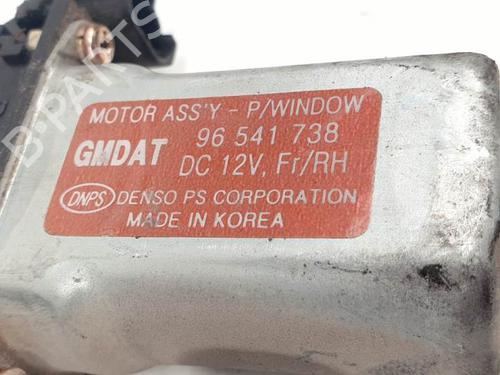 MOTOR ASS'Y - P/WINDOW
GMDAT 96 541 738
DC 12V, Fr/RH
DNPS DENSO PS CORPORATION
MADE IN KOREA
B-PARTS